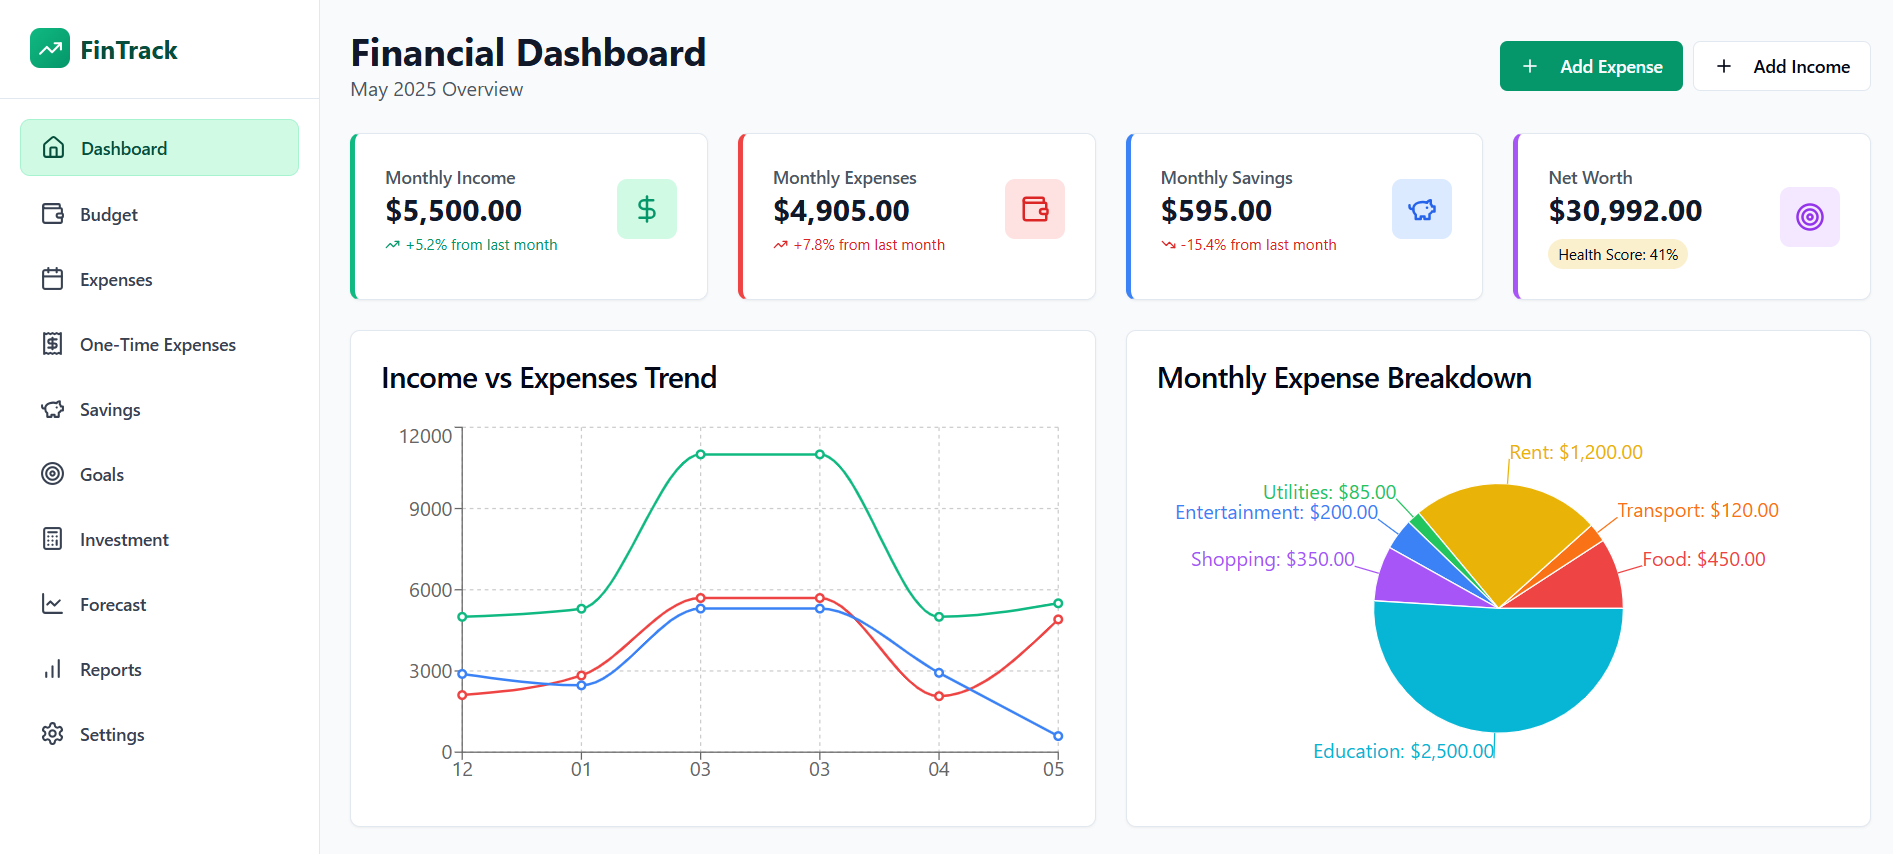 FinTrack
Dashboard
Budget
Expenses
One-Time Expenses
Savings
Goals
Investment
Forecast
Reports
Settings
Financial Dashboard
May 2025 Overview
Add Expense
Add Income
Monthly Income
$5,500.00
+5.2% from last month
Monthly Expenses
$4,905.00
+7.8% from last month
Monthly Savings
$595.00
-15.4% from last month
Net Worth
$30,992.00
Health Score: 41%
Income vs Expenses Trend
12000
9000
6000
3000
0
12 01 03 03 04 05
Monthly Expense Breakdown
Rent: $1,200.00
Utilities: $85.00
Entertainment: $200.00
Transport: $120.00
Shopping: $350.00
Food: $450.00
Education: $2,500.00